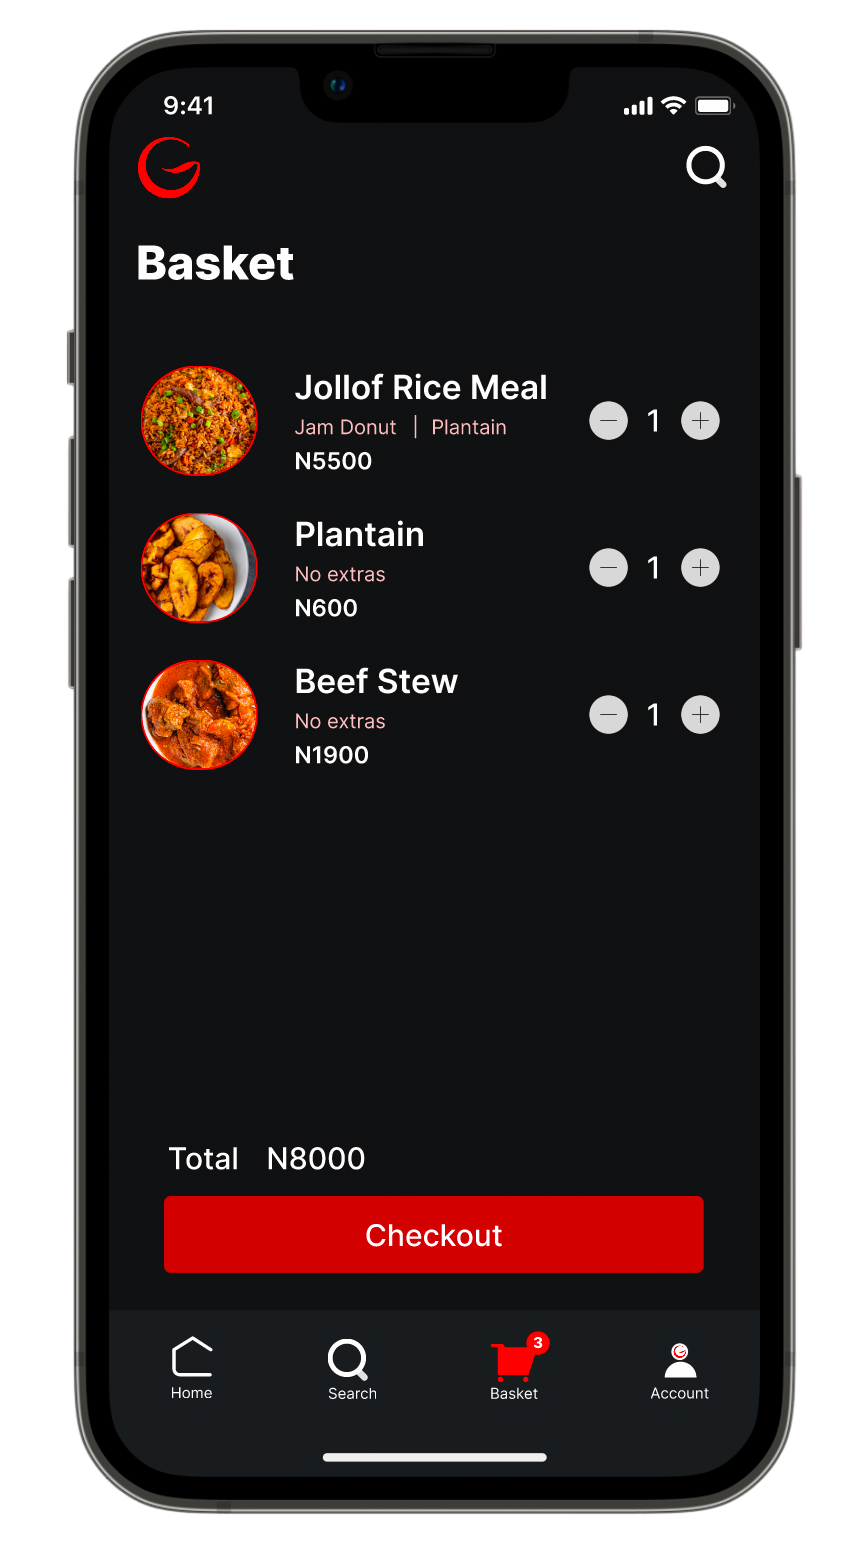 9:41
Basket
Jollof Rice Meal
Jam Donut | Plantain
N5500
1
Plantain
No extras
N600
1
Beef Stew
No extras
N1900
1
Total N8000
Checkout
3
Home Search Basket Account